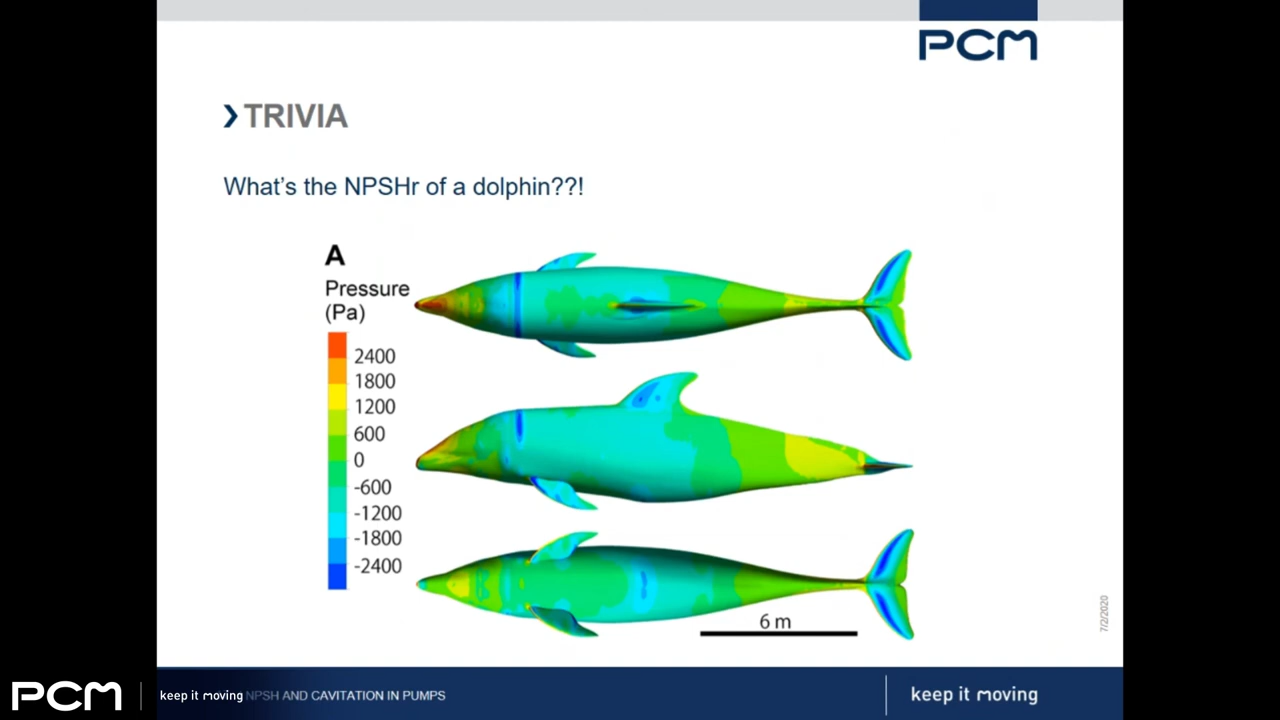 PCM
TRIVIA
What's the NPSHr of a dolphin??!
A
Pressure
(Pa)
2400
1800
1200
600
0
-600
-1200
-1800
-2400
6 m
7/2/2020
PCM
keep it moving
NPSH AND CAVITATION IN PUMPS
keep it moving